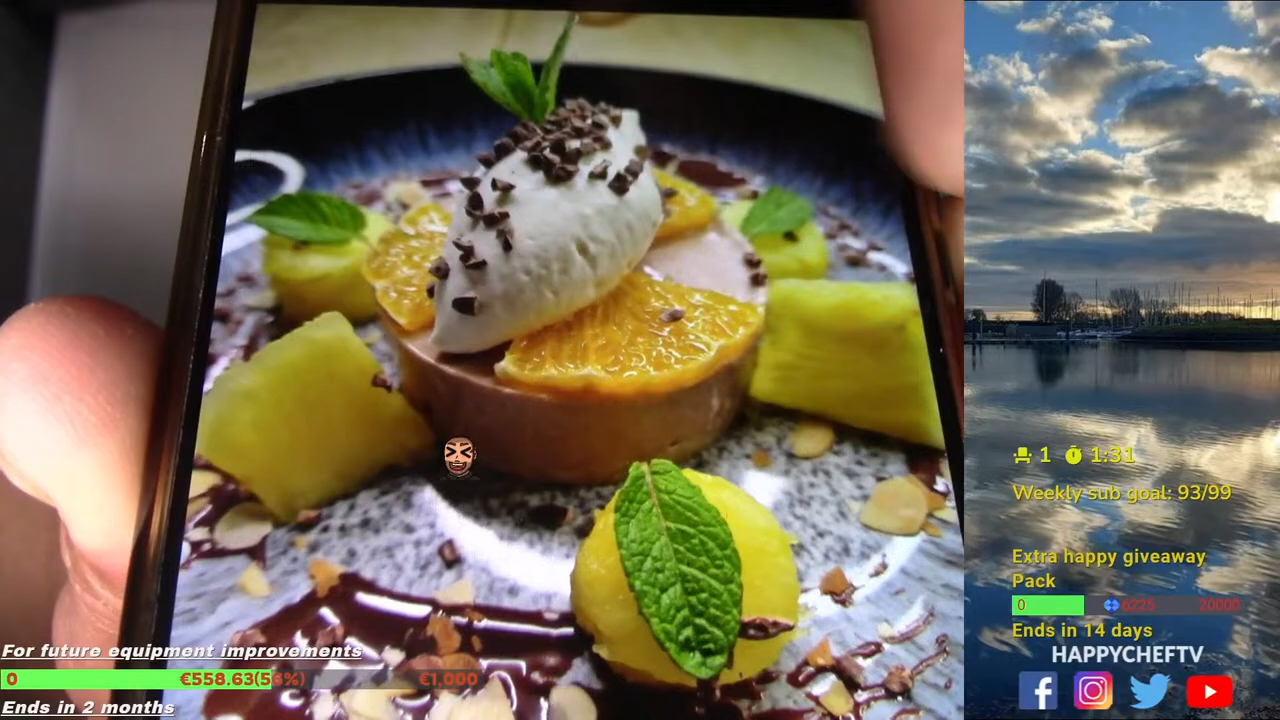 For future equipment improvements
0 €558.63(56%) €1,000
Ends in 2 months
1 1:31
Weekly sub goal: 93/99
Extra happy giveaway
Pack
0 6225 20000
Ends in 14 days
HAPPYCHEFTV